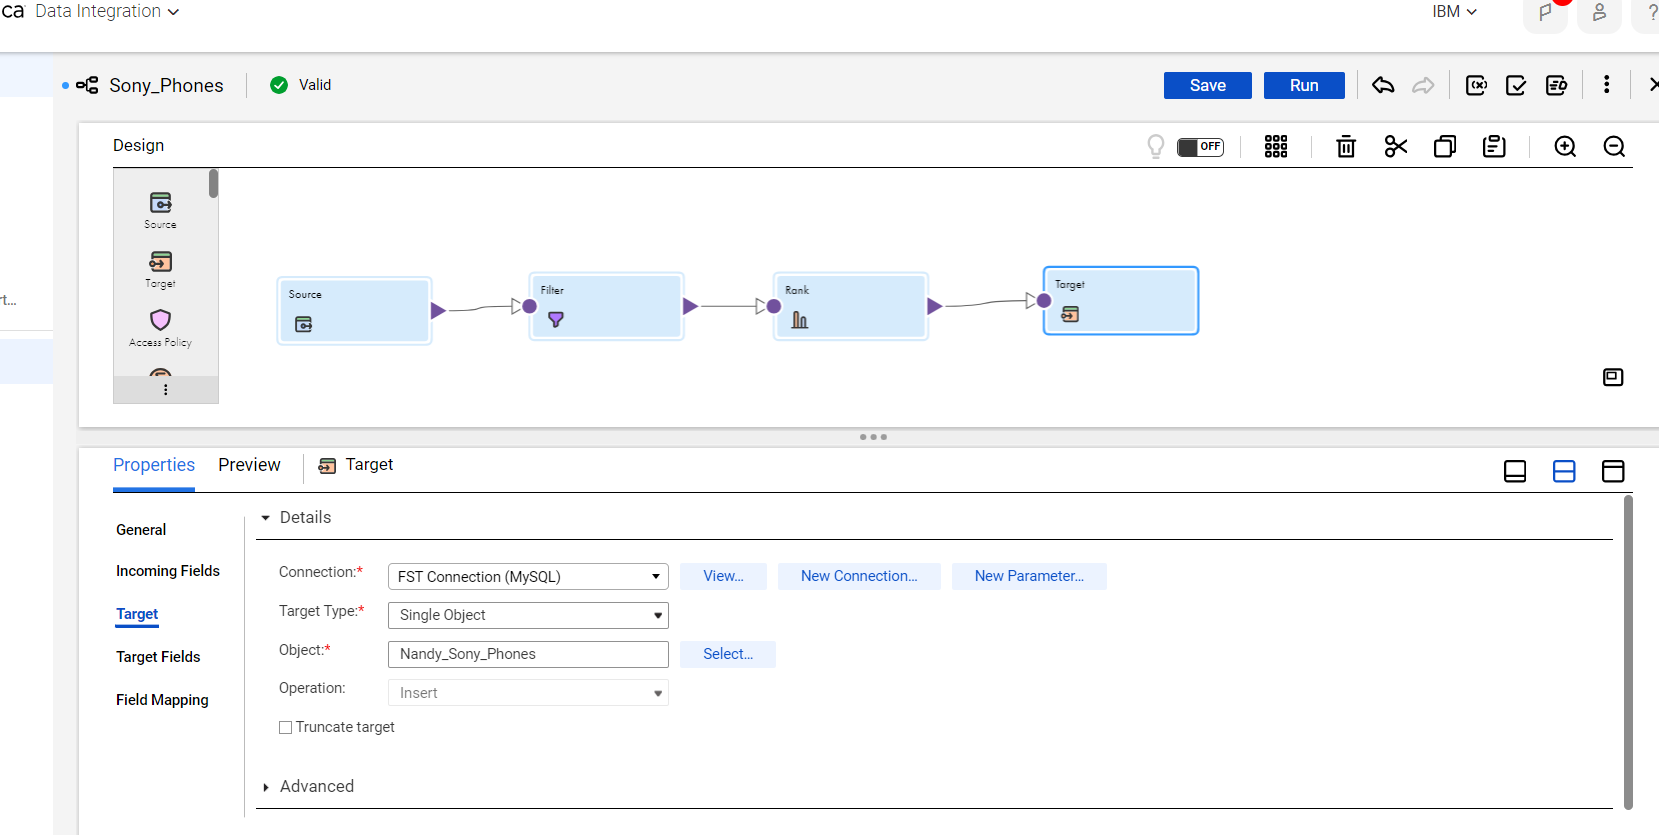 ca Data Integration IBM ?
Sony_Phones Valid Save Run
Design OFF
Source
Target
Access Policy
Source
Filter
Rank
Target
rt...
Properties Preview Target
General
Incoming Fields
Target
Target Fields
Field Mapping
Details
Connection:* FST Connection (MySQL) View... New Connection... New Parameter...
Target Type:* Single Object
Object:* Nandy_Sony_Phones Select...
Operation: Insert
Truncate target
Advanced